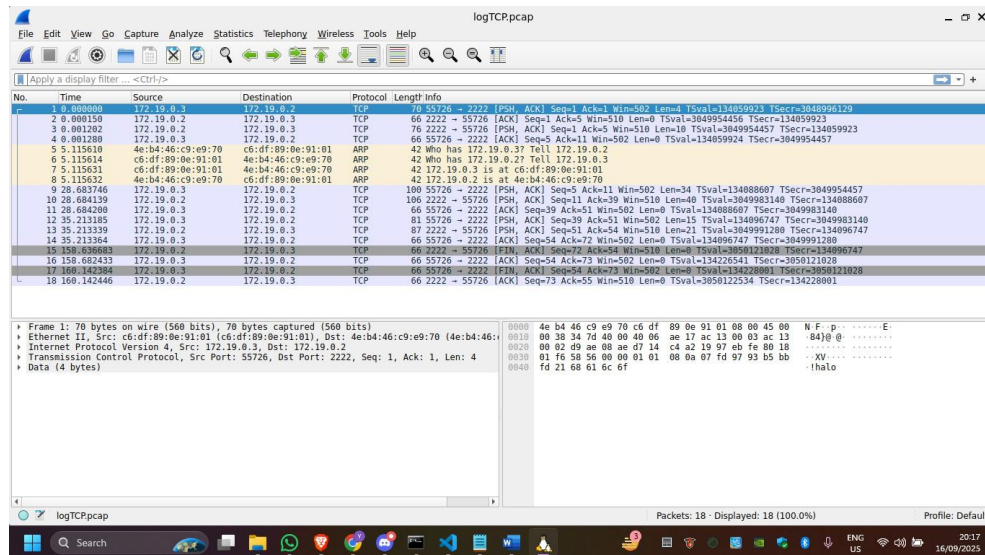 logTCP.pcap
File Edit View Go Capture Analyze Statistics Telephony Wireless Tools Help
Apply a display filter ... <Ctrl-/>
No. Time Source Destination Protocol Length Info
1 0.000000 172.19.0.3 172.19.0.2 TCP 70 55726 → 2222 [PSH, ACK] Seq=1 Ack=1 Win=502 Len=4 TSval=134059923 TSecr=3048996129
2 0.000150 172.19.0.2 172.19.0.3 TCP 66 2222 → 55726 [ACK] Seq=1 Ack=5 Win=510 Len=0 TSval=3049954456 TSecr=134059923
3 0.001202 172.19.0.2 172.19.0.3 TCP 76 2222 → 55726 [PSH, ACK] Seq=1 Ack=5 Win=510 Len=10 TSval=3049954457 TSecr=134059923
4 0.001280 172.19.0.3 172.19.0.2 TCP 66 55726 → 2222 [ACK] Seq=5 Ack=11 Win=502 Len=0 TSval=134059924 TSecr=3049954457
5 5.115610 4e:b4:46:c9:e9:70 c6:df:89:0e:91:01 ARP 42 Who has 172.19.0.3? Tell 172.19.0.2
6 5.115614 c6:df:89:0e:91:01 4e:b4:46:c9:e9:70 ARP 42 Who has 172.19.0.2? Tell 172.19.0.3
7 5.115631 c6:df:89:0e:91:01 4e:b4:46:c9:e9:70 ARP 42 172.19.0.3 is at c6:df:89:0e:91:01
8 5.115632 4e:b4:46:c9:e9:70 c6:df:89:0e:91:01 ARP 42 172.19.0.2 is at 4e:b4:46:c9:e9:70
9 28.683746 172.19.0.3 172.19.0.2 TCP 100 55726 → 2222 [PSH, ACK] Seq=5 Ack=11 Win=502 Len=34 TSval=134088607 TSecr=3049954457
10 28.684139 172.19.0.2 172.19.0.3 TCP 106 2222 → 55726 [PSH, ACK] Seq=11 Ack=39 Win=510 Len=40 TSval=3049983140 TSecr=134088607
11 28.684200 172.19.0.3 172.19.0.2 TCP 66 55726 → 2222 [ACK] Seq=39 Ack=51 Win=502 Len=0 TSval=134088607 TSecr=3049983140
12 35.213185 172.19.0.3 172.19.0.2 TCP 81 55726 → 2222 [PSH, ACK] Seq=39 Ack=51 Win=502 Len=15 TSval=134096747 TSecr=3049983140
13 35.213339 172.19.0.2 172.19.0.3 TCP 87 2222 → 55726 [PSH, ACK] Seq=51 Ack=54 Win=510 Len=21 TSval=3049991280 TSecr=134096747
14 35.213364 172.19.0.3 172.19.0.2 TCP 66 55726 → 2222 [ACK] Seq=54 Ack=72 Win=502 Len=0 TSval=134096747 TSecr=3049991280
15 158.636683 172.19.0.2 172.19.0.3 TCP 66 2222 → 55726 [FIN, ACK] Seq=72 Ack=54 Win=510 Len=0 TSval=3050121028 TSecr=134096747
16 158.682433 172.19.0.3 172.19.0.2 TCP 66 55726 → 2222 [ACK] Seq=54 Ack=73 Win=502 Len=0 TSval=134226541 TSecr=3050121028
17 160.142384 172.19.0.3 172.19.0.2 TCP 66 55726 → 2222 [FIN, ACK] Seq=54 Ack=73 Win=502 Len=0 TSval=134228001 TSecr=3050121028
18 160.142446 172.19.0.2 172.19.0.3 TCP 66 2222 → 55726 [ACK] Seq=73 Ack=55 Win=510 Len=0 TSval=3050122534 TSecr=134228001
Frame 1: 70 bytes on wire (560 bits), 70 bytes captured (560 bits)
Ethernet II, Src: c6:df:89:0e:91:01 (c6:df:89:0e:91:01), Dst: 4e:b4:46:c9:e9:70 (4e:b4:46:
Internet Protocol Version 4, Src: 172.19.0.3, Dst: 172.19.0.2
Transmission Control Protocol, Src Port: 55726, Dst Port: 2222, Seq: 1, Ack: 1, Len: 4
Data (4 bytes)
0000 4e b4 46 c9 e9 70 c6 df 89 0e 91 01 08 00 45 00 N·F··p·· ······E·
0010 00 38 34 7d 40 00 40 06 ae 17 ac 13 00 03 ac 13 ·84}@·@· ········
0020 00 02 d9 ae 08 ae d7 14 c4 a2 19 97 eb fe 80 18 ········ ········
0030 01 f6 58 56 00 00 01 01 08 0a 07 fd 97 93 b5 bb ··XV···· ········
0040 fd 21 68 61 6c 6f ·!halo
logTCP.pcap
Packets: 18 · Displayed: 18 (100.0%)
Profile: Defaul
Search
3
ENG
US
20:17
16/09/2025